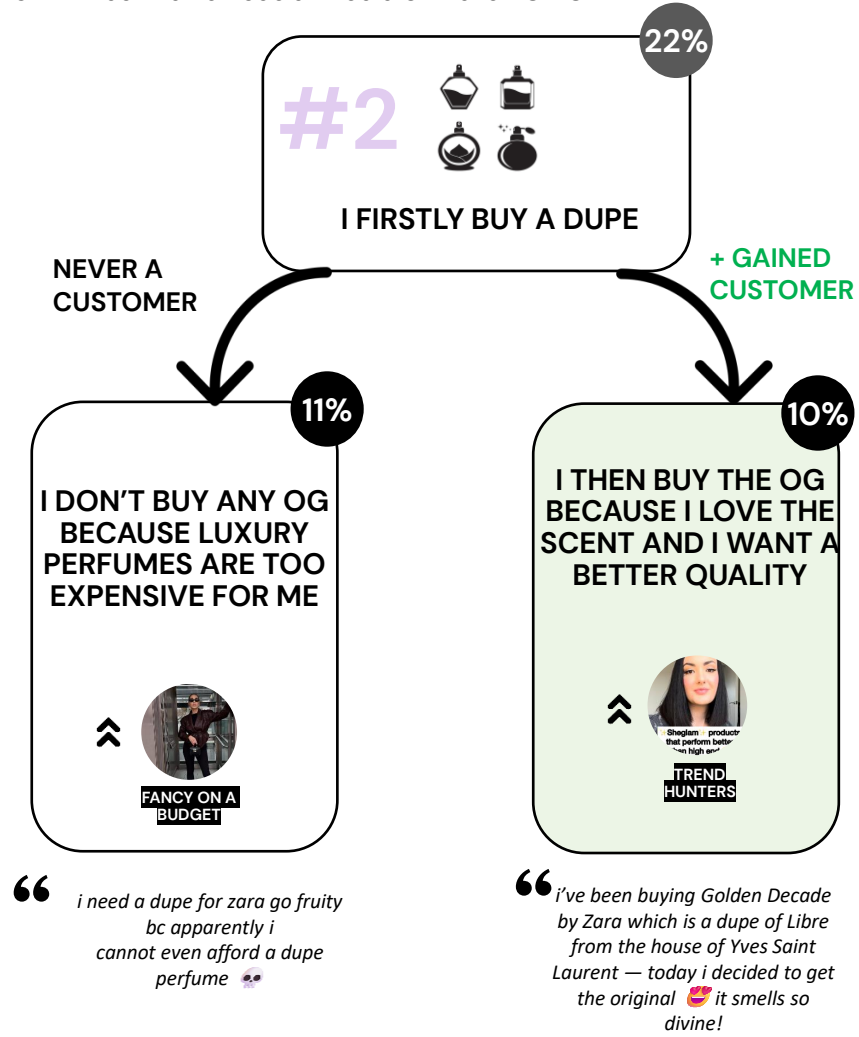 22%
#2
I FIRSTLY BUY A DUPE
NEVER A
CUSTOMER
+ GAINED
CUSTOMER
11%
I DON'T BUY ANY OG
BECAUSE LUXURY
PERFUMES ARE TOO
EXPENSIVE FOR ME
FANCY ON A
BUDGET
10%
I THEN BUY THE OG
BECAUSE I LOVE THE
SCENT AND I WANT A
BETTER QUALITY
Sheglam
that perform
high
TREND
HUNTERS
“
i need a dupe for zara go fruity
bc apparently i
cannot even afford a dupe
perfume 💀
“
i’ve been buying Golden Decade
by Zara which is a dupe of Libre
from the house of Yves Saint
Laurent — today i decided to get
the original 😍 it smells so
divine!